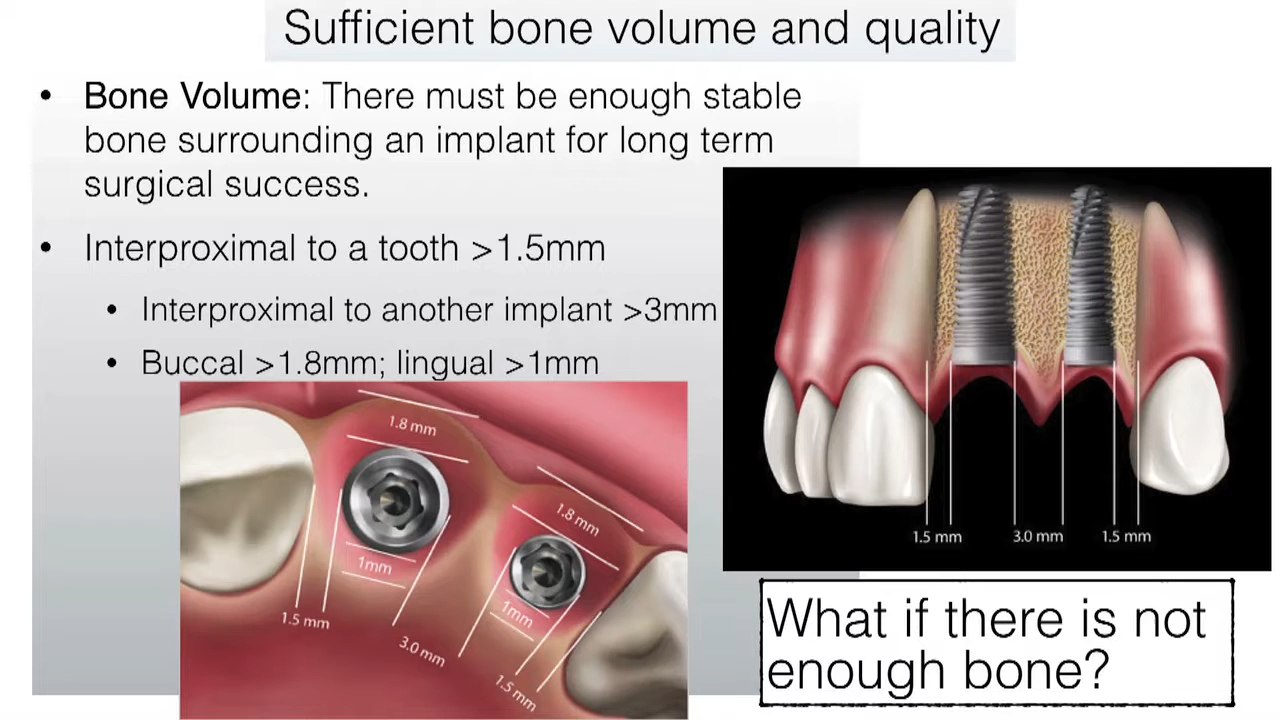 Sufficient bone volume and quality
• Bone Volume: There must be enough stable
bone surrounding an implant for long term
surgical success.
• Interproximal to a tooth >1.5mm
• Interproximal to another implant >3mm
• Buccal >1.8mm; lingual >1mm
1.8 mm
1.8 mm
1mm
1mm
1.5 mm
3.0 mm
1.5 mm
1.5 mm
3.0 mm
1.5 mm
What if there is not
enough bone?